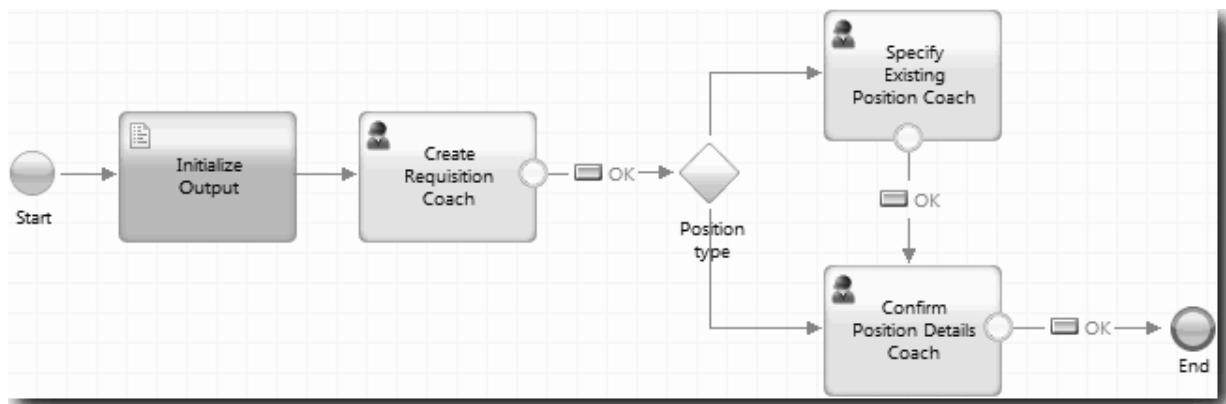 Start
Initialize
Output
Create
Requisition
Coach
OK
Position
type
Specify
Existing
Position Coach
OK
Confirm
Position Details
Coach
OK
End